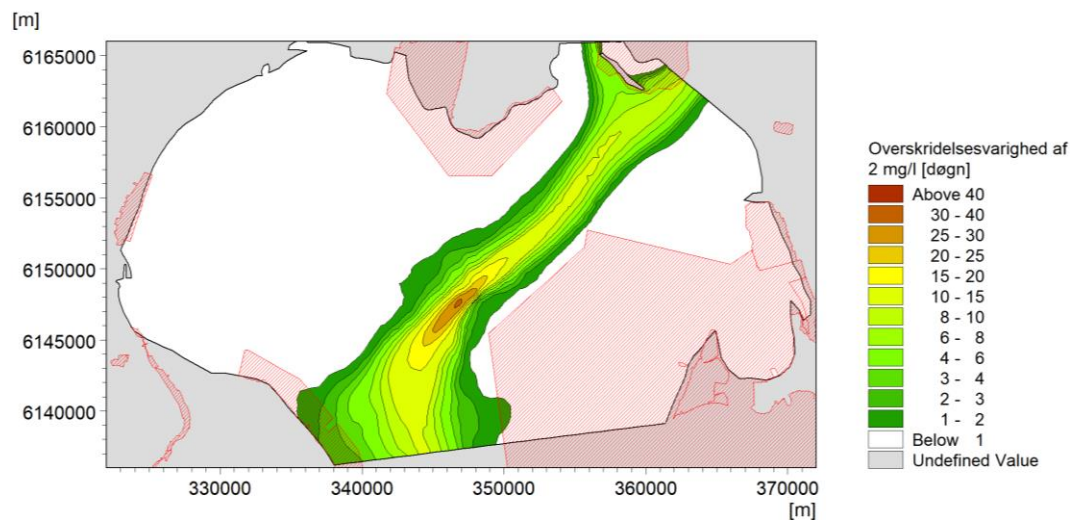 [m]
6165000
6160000
6155000
6150000
6145000
6140000
330000 340000 350000 360000 370000
[m]
Overskridelsesvarighed af
2 mg/l [døgn]
Above 40
30 - 40
25 - 30
20 - 25
15 - 20
10 - 15
8 - 10
6 - 8
4 - 6
3 - 4
2 - 3
1 - 2
Below 1
Undefined Value